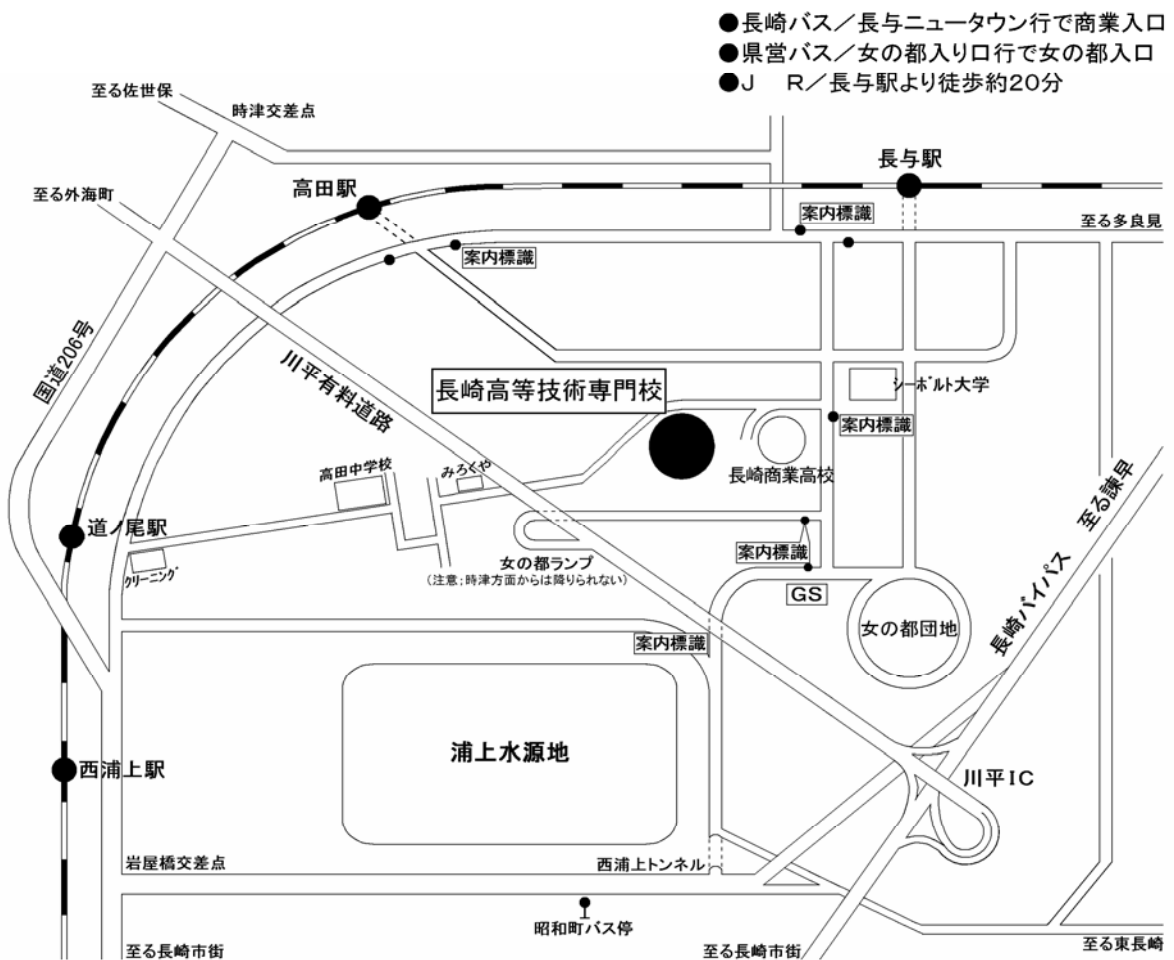 ●長崎バス／長与ニュータウン行で商業入口
●県営バス／女の都入り口行で女の都入口
●J　R／長与駅より徒歩約20分
至る佐世保
時津交差点
長与駅
高田駅
至る外海町
案内標識
至る多良見
案内標識
国道206号
川平有料道路
長崎高等技術専門校
シーボルト大学
案内標識
高田中学校
みろくや
長崎商業高校
至る諫早
道ノ尾駅
案内標識
女の都ランプ
クリーニング
(注意；時津方面からは降りられない)
GS
長崎バイパス
女の都団地
案内標識
浦上水源地
西浦上駅
川平IC
岩屋橋交差点
西浦上トンネル
昭和町バス停
至る長崎市街
至る長崎市街
至る東長崎